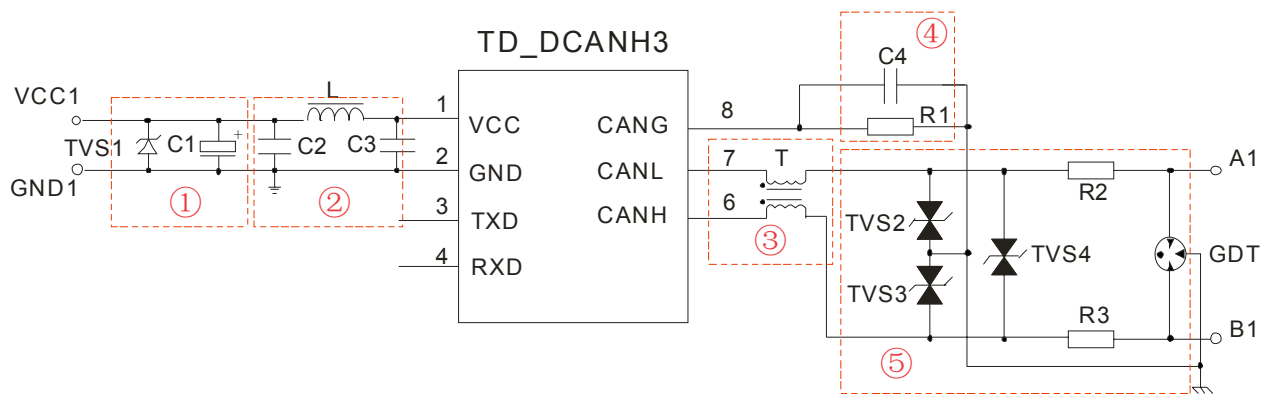 TD_DCANH3
④
C4
R1
VCC1
L
1
VCC
CANG
8
TVS1
C1
+
C2
C3
2
GND
CANL
7
T
A1
GND1
①
②
3
TXD
CANH
6
③
R2
TVS2
4
RXD
TVS4
GDT
TVS3
R3
B1
⑤